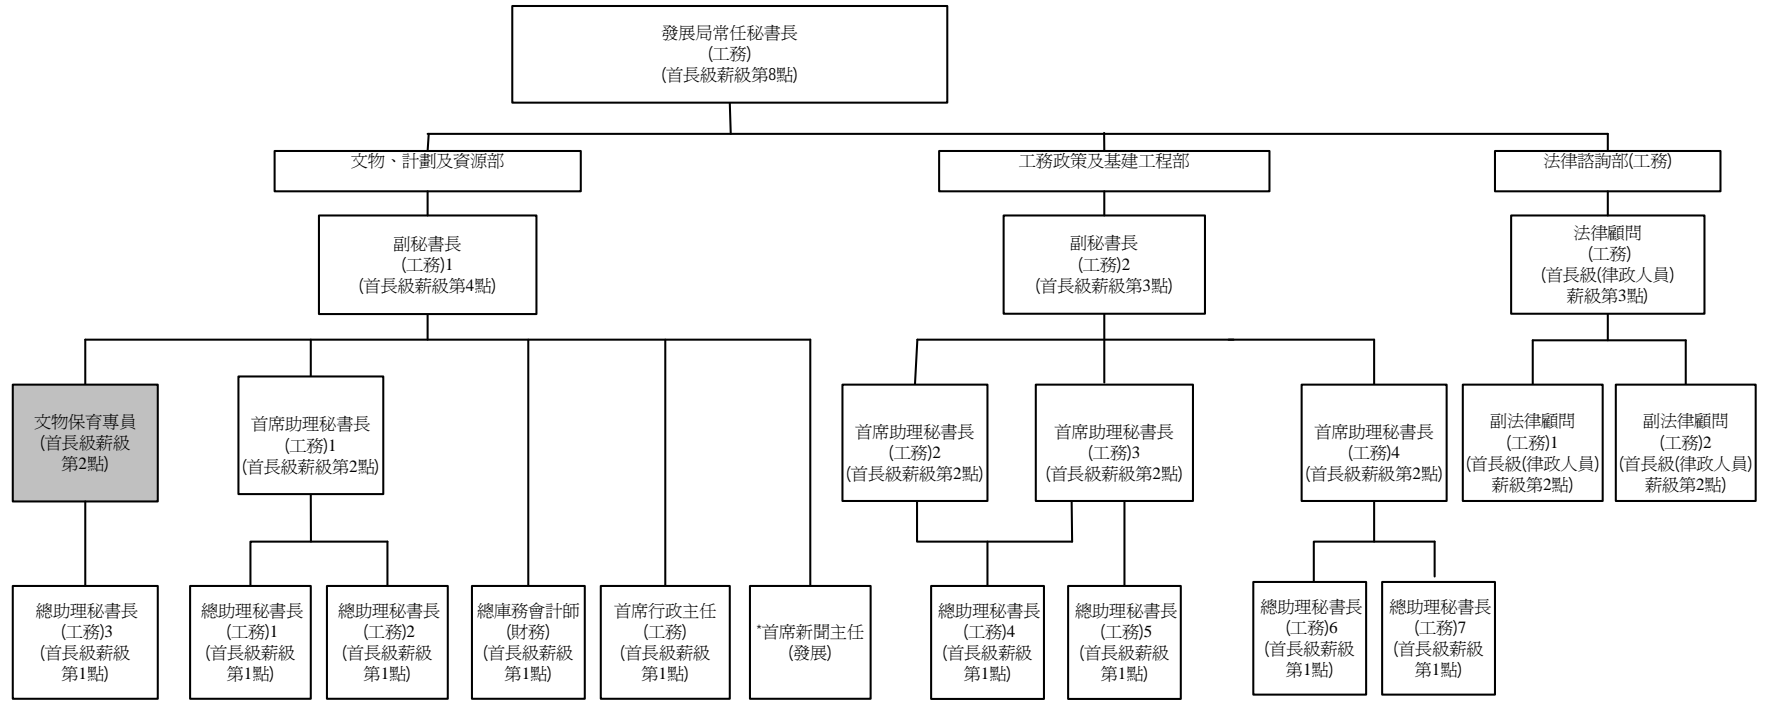 發展局常任秘書長
(工務)
(首長級薪級第8點)
文物、計劃及資源部
工務政策及基建工程部
法律諮詢部(工務)
副秘書長
(工務)1
(首長級薪級第4點)
副秘書長
(工務)2
(首長級薪級第3點)
法律顧問
(工務)
(首長級(律政人員)
薪級第3點)
文物保育專員
(首長級薪級
第2點)
首席助理秘書長
(工務)1
(首長級薪級第2點)
首席助理秘書長
(工務)2
(首長級薪級第2點)
首席助理秘書長
(工務)3
(首長級薪級第2點)
首席助理秘書長
(工務)4
(首長級薪級第2點)
副法律顧問
(工務)1
(首長級(律政人員)
薪級第2點)
副法律顧問
(工務)2
(首長級(律政人員)
薪級第2點)
總助理秘書長
(工務)3
(首長級薪級
第1點)
總助理秘書長
(工務)1
(首長級薪級
第1點)
總助理秘書長
(工務)2
(首長級薪級
第1點)
總庫務會計師
(財務)
(首長級薪級
第1點)
首席行政主任
(工務)
(首長級薪級
第1點)
*首席新聞主任
(發展)
總助理秘書長
(工務)4
(首長級薪級
第1點)
總助理秘書長
(工務)5
(首長級薪級
第1點)
總助理秘書長
(工務)6
(首長級薪級
第1點)
總助理秘書長
(工務)7
(首長級薪級
第1點)